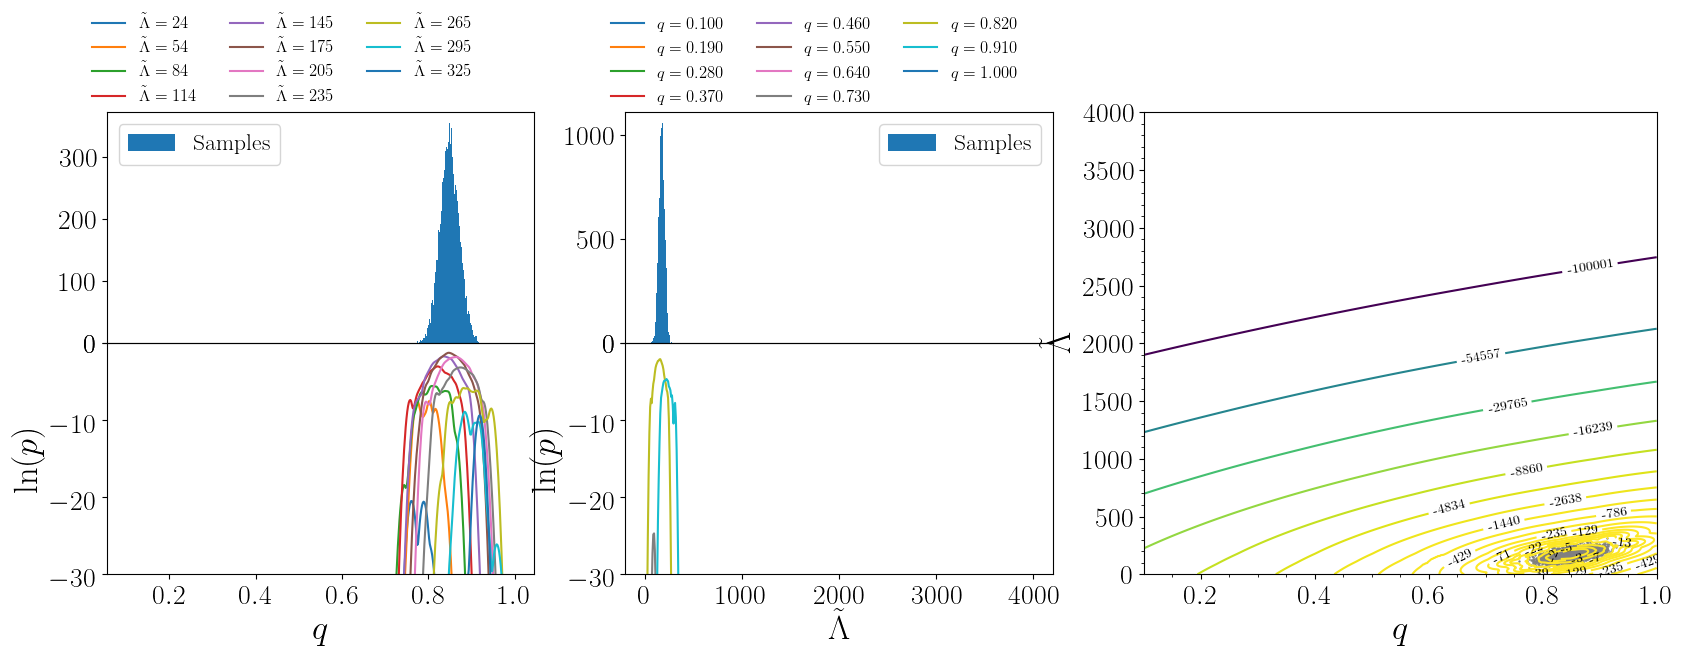 Λ̃ = 24 Λ̃ = 145 Λ̃ = 265
Λ̃ = 54 Λ̃ = 175 Λ̃ = 295
Λ̃ = 84 Λ̃ = 205 Λ̃ = 325
Λ̃ = 114 Λ̃ = 235
Samples
300
200
100
0
−10
−20
−30
ln(p)
0.2 0.4 0.6 0.8 1.0
q
q = 0.100 q = 0.460 q = 0.820
q = 0.190 q = 0.550 q = 0.910
q = 0.280 q = 0.640 q = 1.000
q = 0.370 q = 0.730
Samples
1000
500
0
−10
−20
−30
ln(p)
0 1000 2000 3000 4000
Λ̃
4000
3500
3000
2500
2000
1500
1000
500
0
Λ̃
-100001
-54557
-29765
-16239
-8860
-4834
-2638
-1440
-786
-429
-235
-129
-71
-22
-13
-5
-129
-235
-429
0.2 0.4 0.6 0.8 1.0
q